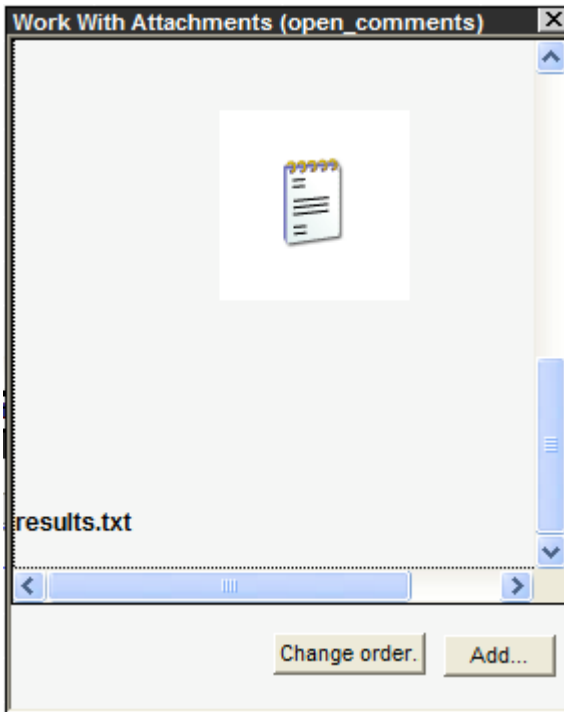 Work With Attachments (open_comments)
results.txt
Change order.
Add...